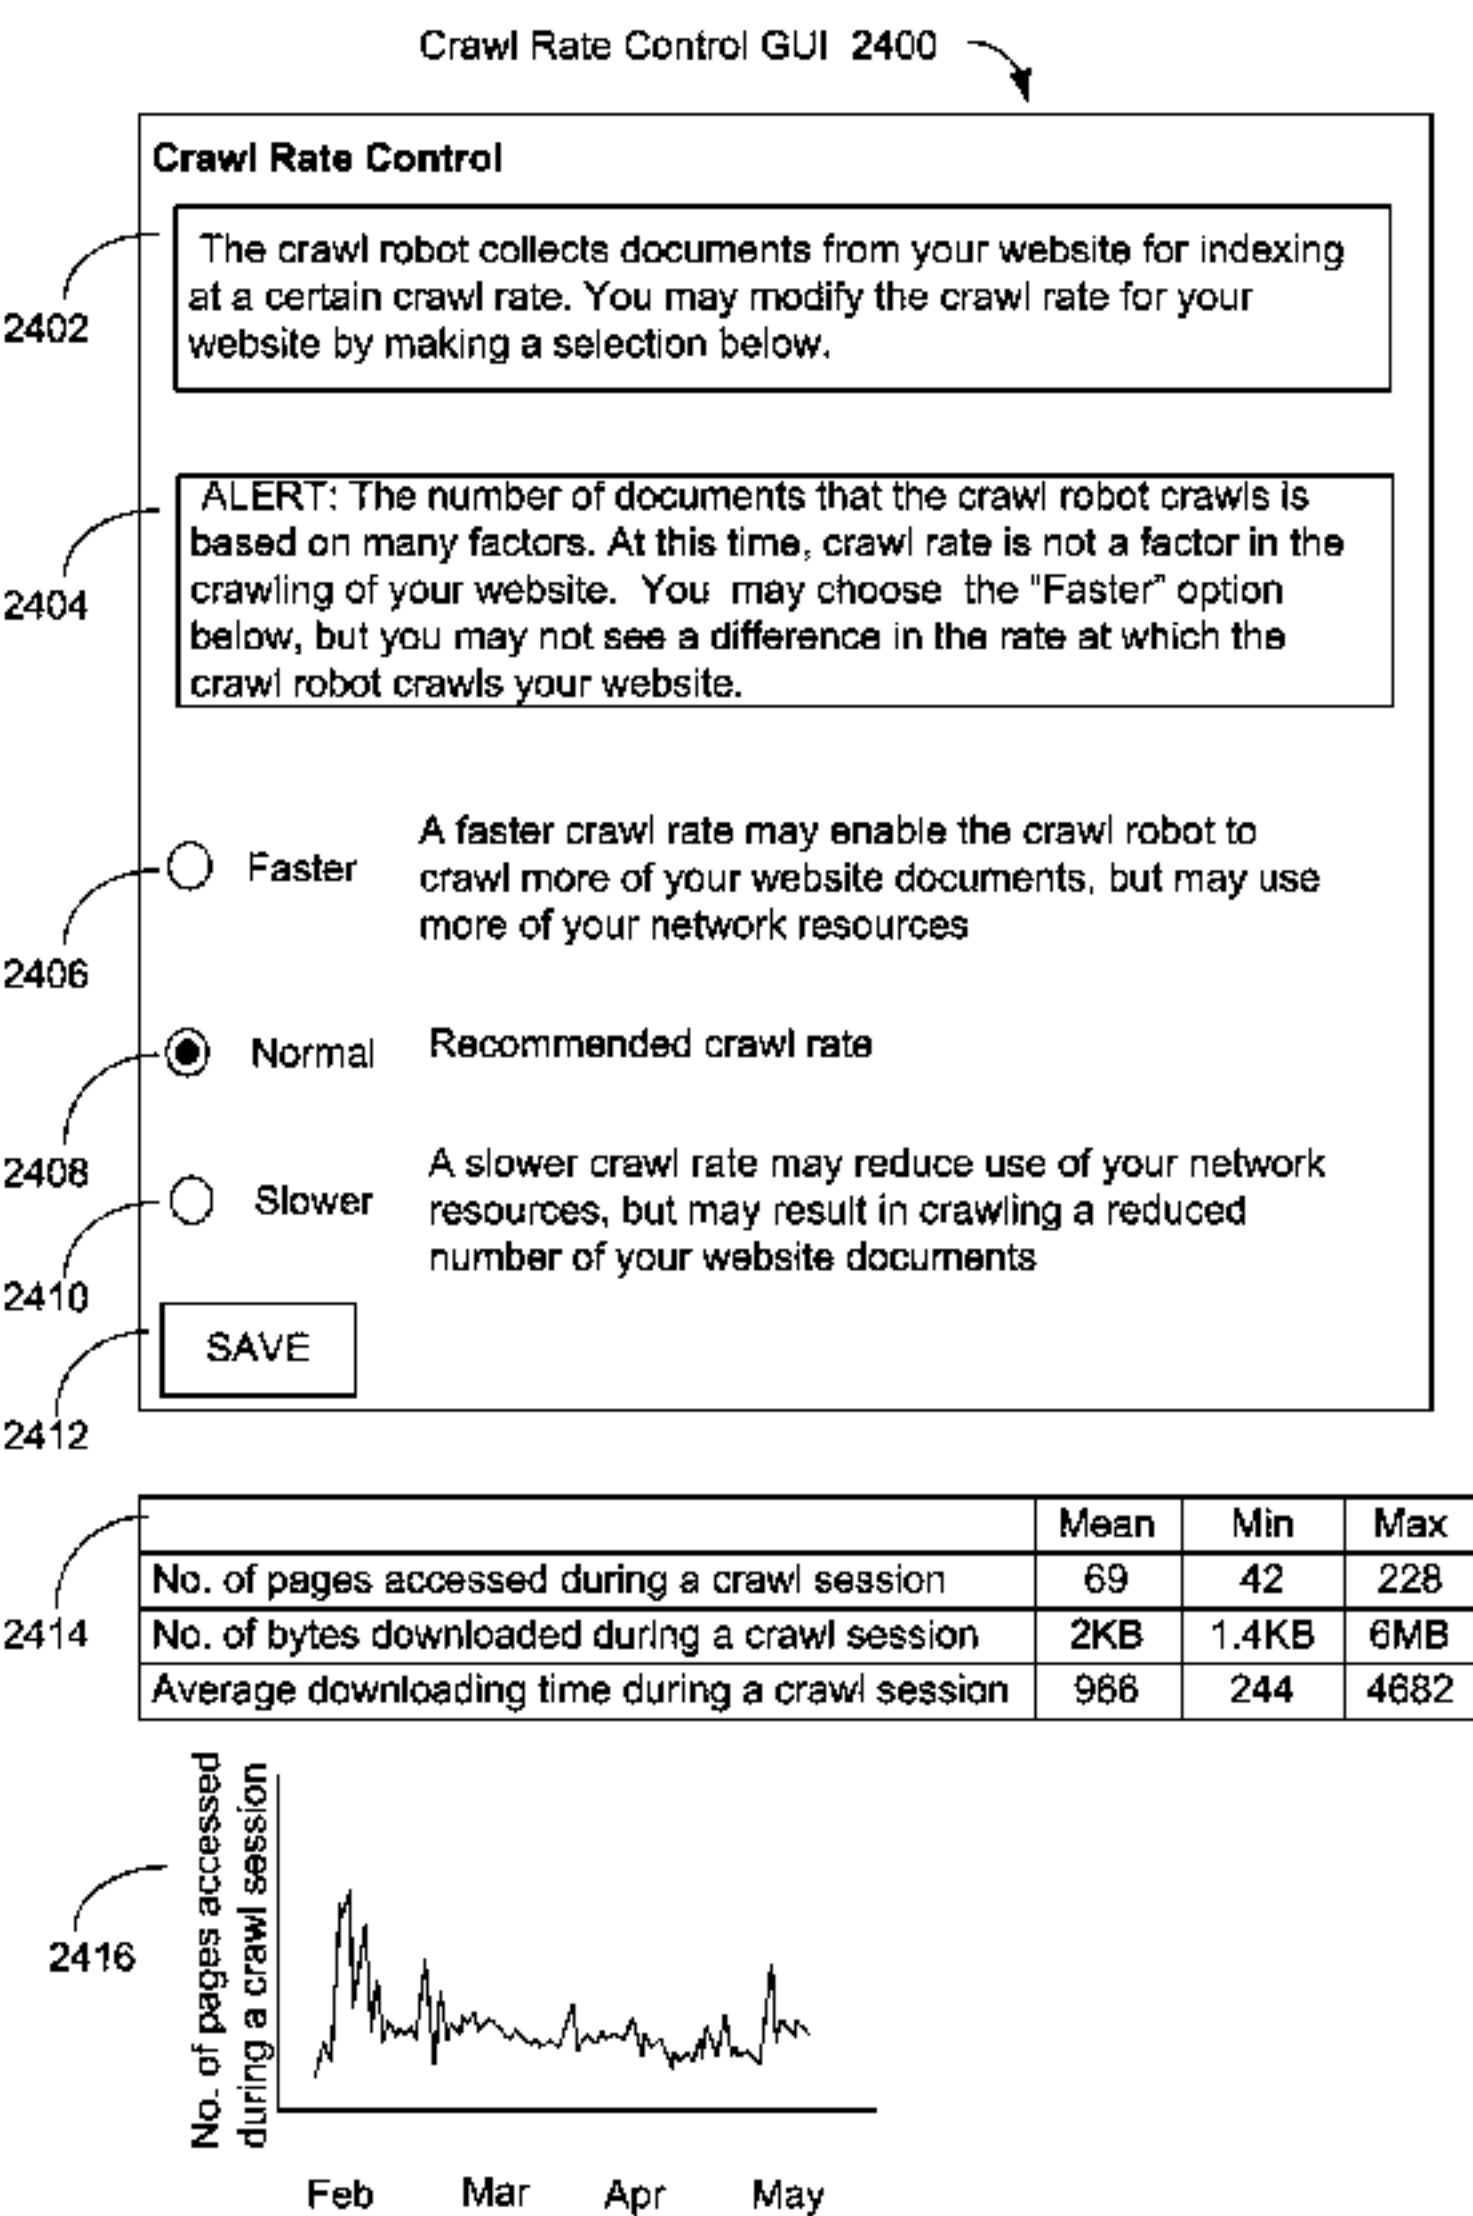 Crawl Rate Control GUI 2400
Crawl Rate Control
The crawl robot collects documents from your website for indexing
at a certain crawl rate. You may modify the crawl rate for your
website by making a selection below.
2402
ALERT: The number of documents that the crawl robot crawls is
based on many factors. At this time, crawl rate is not a factor in the
crawling of your website. You may choose the "Faster" option
below, but you may not see a difference in the rate at which the
crawl robot crawls your website.
2404
Faster
A faster crawl rate may enable the crawl robot to
crawl more of your website documents, but may use
more of your network resources
2406
Normal
Recommended crawl rate
2408
Slower
A slower crawl rate may reduce use of your network
resources, but may result in crawling a reduced
number of your website documents
2410
SAVE
2412
Mean Min Max
No. of pages accessed during a crawl session 69 42 228
No. of bytes downloaded during a crawl session 2KB 1.4KB 6MB
Average downloading time during a crawl session 966 244 4682
2414
No. of pages accessed
during a crawl session
2416
Feb Mar Apr May